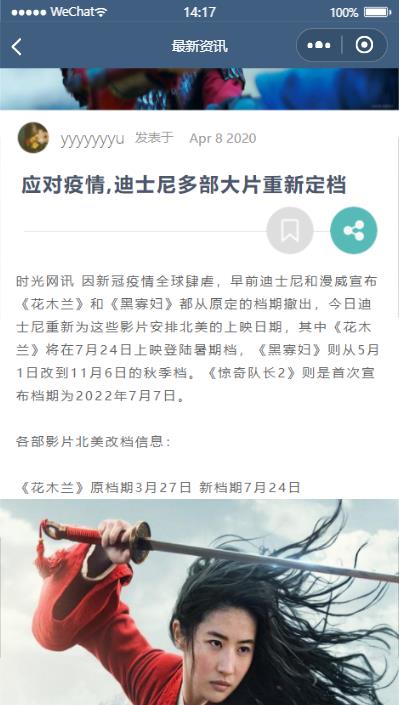 WeChat 14:17 100%
最新资讯
yyyyyyyu 发表于 Apr 8 2020
应对疫情,迪士尼多部大片重新定档
时光网讯 因新冠疫情全球肆虐，早前迪士尼和漫威宣布
《花木兰》和《黑寡妇》都从原定的档期撤出，今日迪
士尼重新为这些影片安排北美的上映日期，其中《花木
兰》将在7月24日上映登陆暑期档，《黑寡妇》则从5月
1日改到11月6日的秋季档。《惊奇队长2》则是首次宣
布档期为2022年7月7日。
各部影片北美改档信息：
《花木兰》原档期3月27日 新档期7月24日